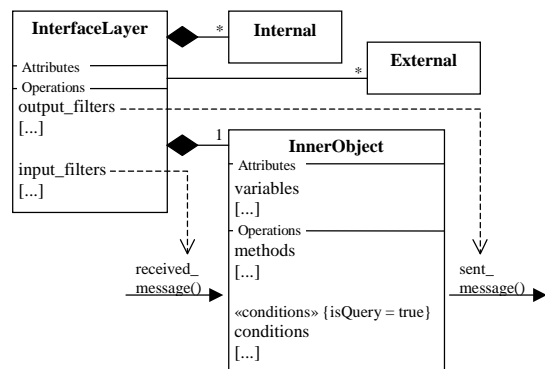 InterfaceLayer
Attributes
Operations
output_filters
[...]
input_filters
[...]
*
Internal
*
External
1
InnerObject
Attributes
variables
[...]
Operations
methods
[...]
«conditions» {isQuery = true}
conditions
[...]
received_
message()
sent_
message()